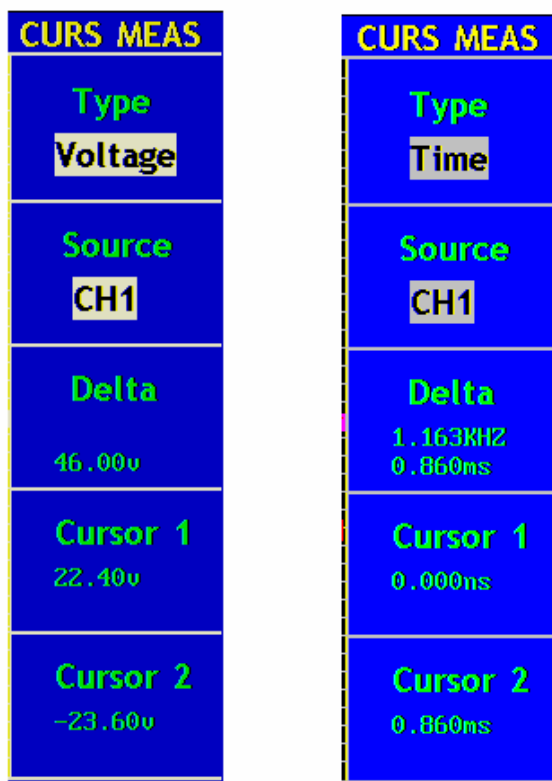 CURS MEAS
Type
Voltage
Source
CH1
Delta
46.00v
Cursor 1
22.40v
Cursor 2
-23.60v
CURS MEAS
Type
Time
Source
CH1
Delta
1.163KHZ
0.860ms
Cursor 1
0.000ns
Cursor 2
0.860ms